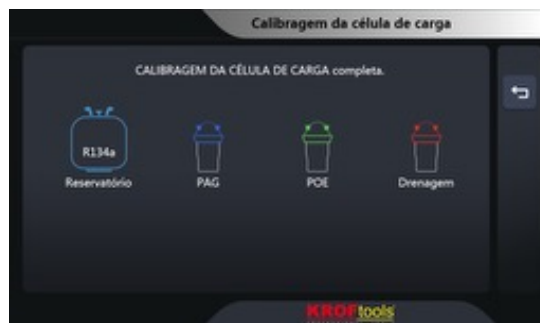 Calibragem da célula de carga
CALIBRAGEM DA CÉLULA DE CARGA completa.
R134a
Reservatório
PAG
POE
Drenagem
KROFtools